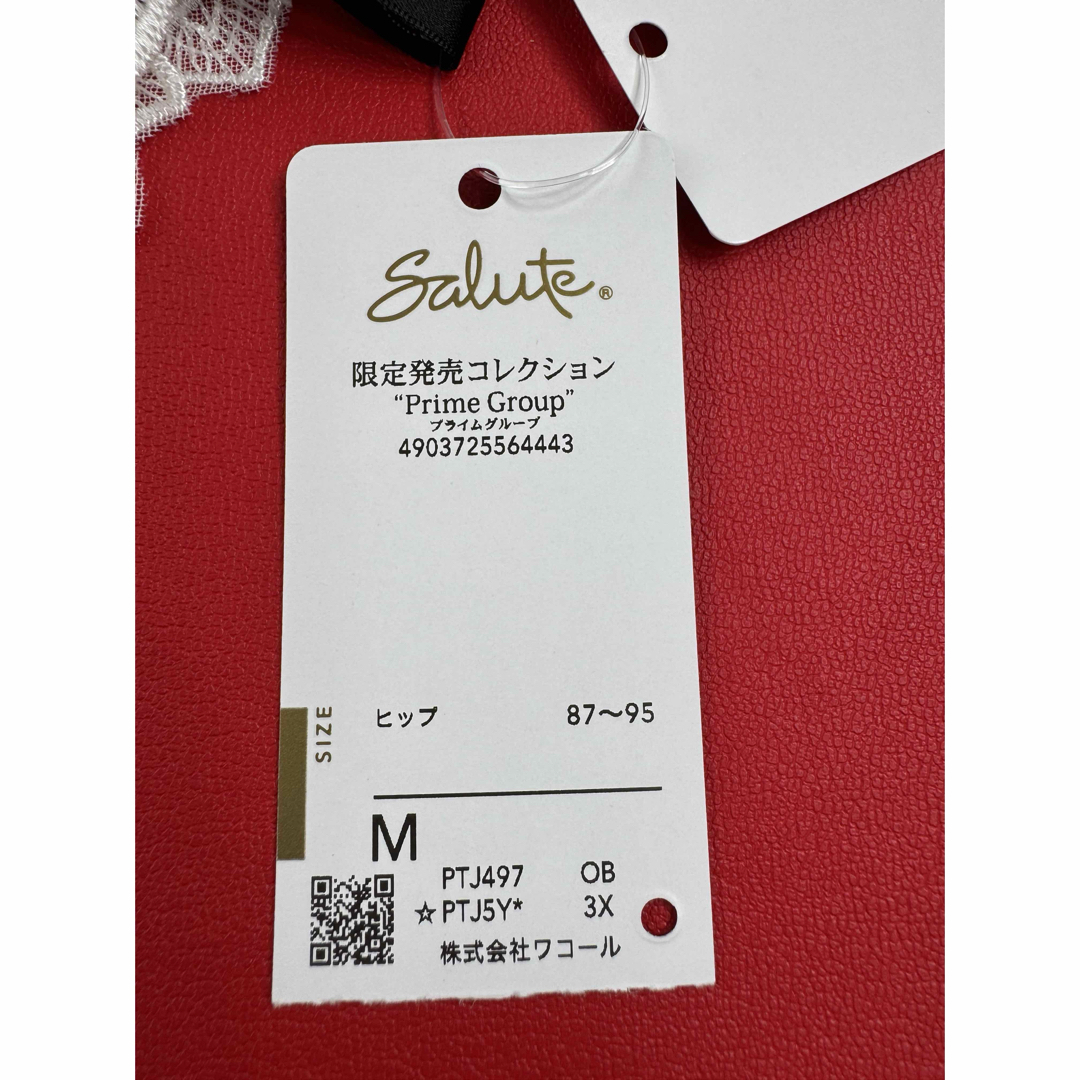 Salute®
限定発売コレクション
“Prime Group”
プライムグループ
4903725564443
SIZE
ヒップ 87〜95
M
PTJ497 OB
☆PTJ5Y* 3X
株式会社ワコール